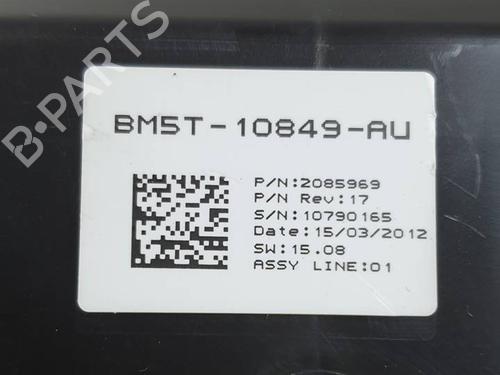 B-PARTS
BM5T-10849-AU
P/N:2085969
P/N Rev:17
S/N:10790165
Date:15/03/2012
SW:15.08
ASSY LINE:01